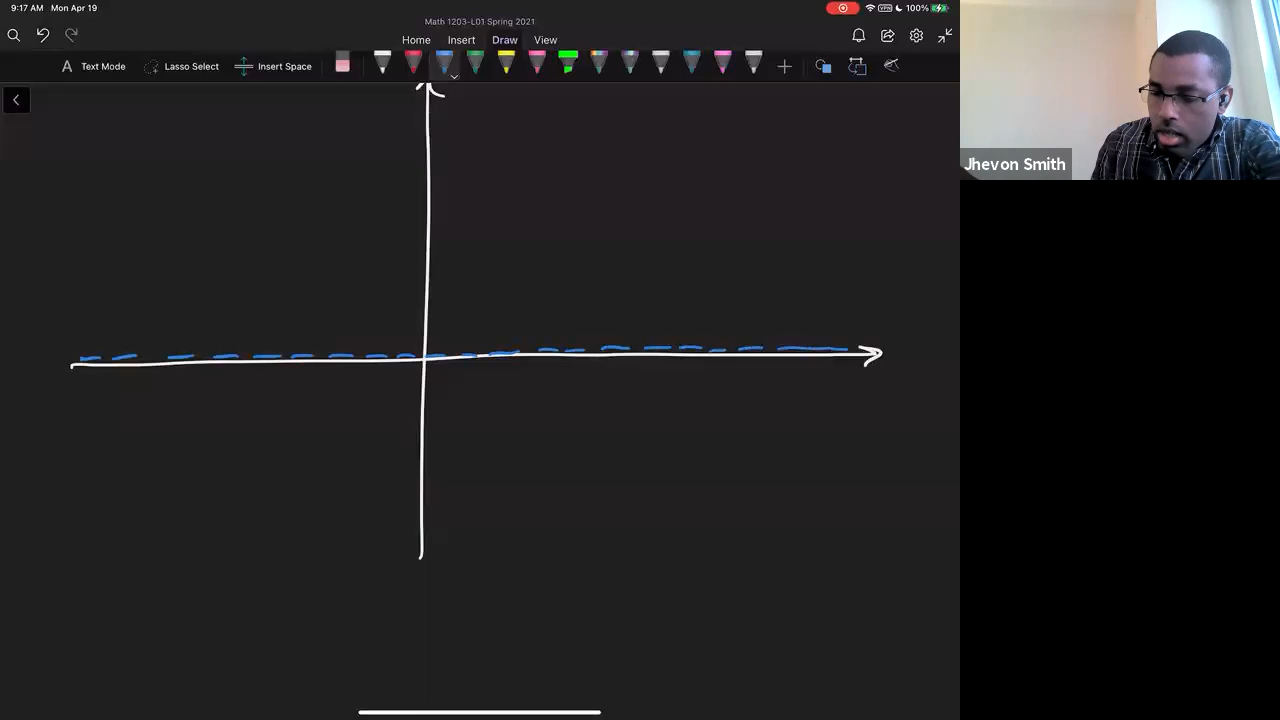 9:17 AM Mon Apr 19
VPN 100%
Math 1203-L01 Spring 2021
Home Insert Draw View
A Text Mode Lasso Select Insert Space
Jhevon Smith